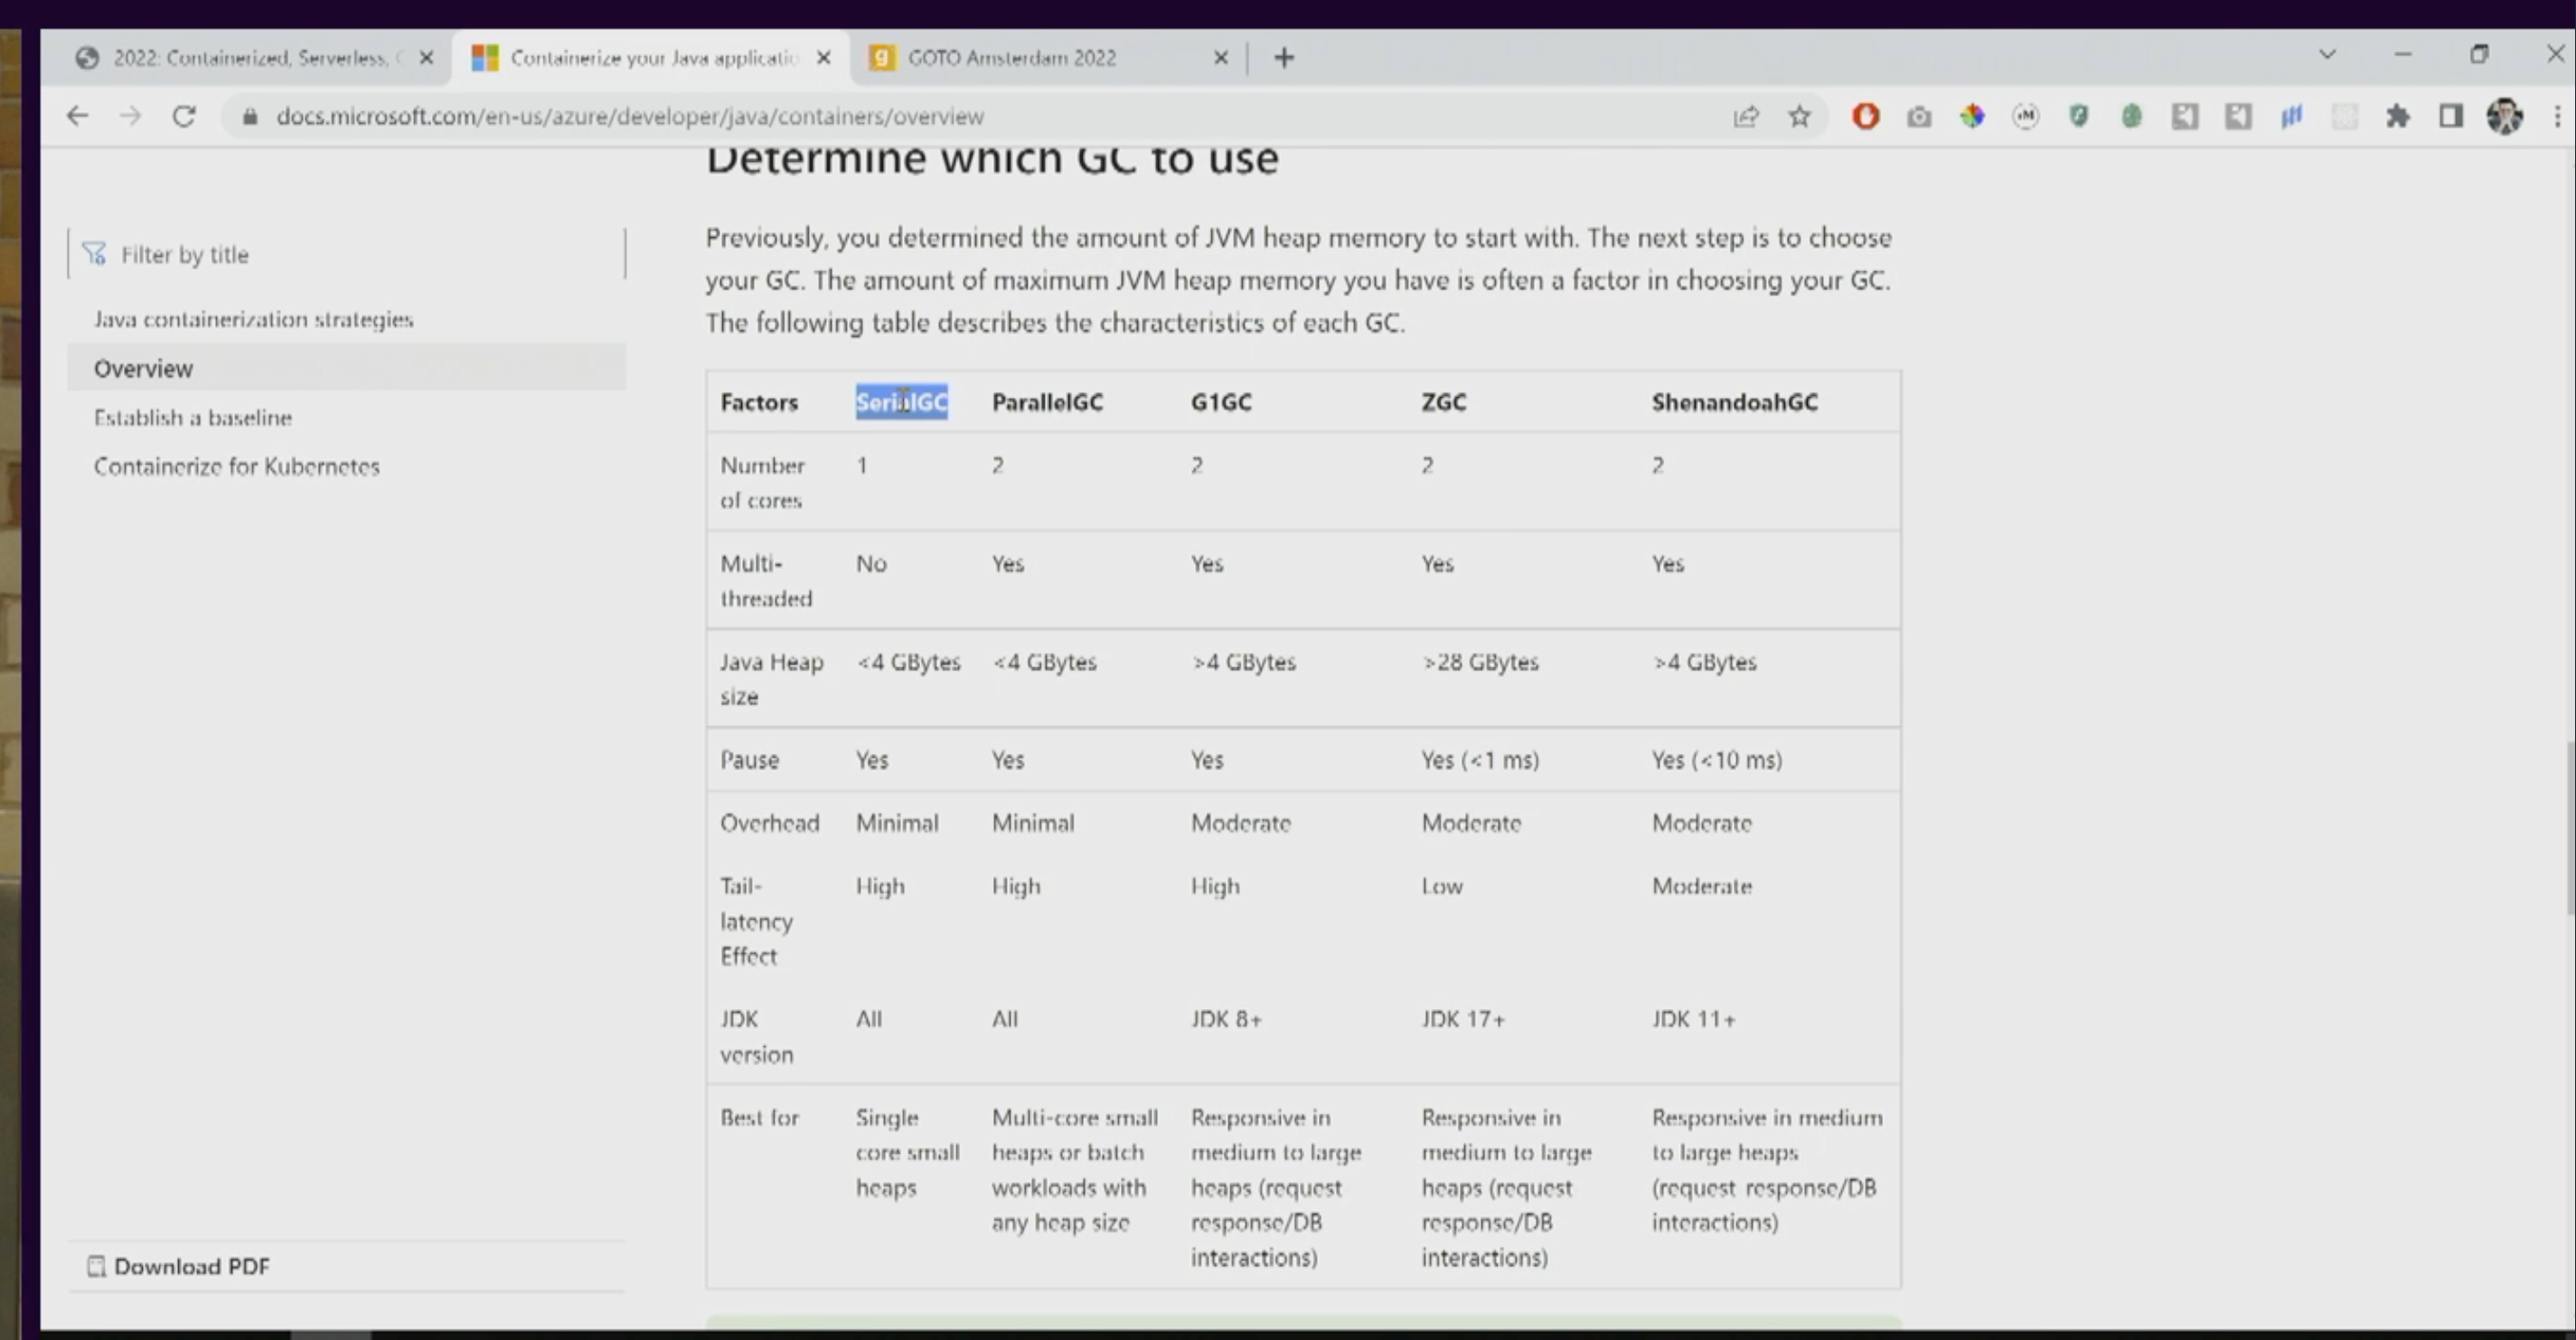 2022: Containerized, Serverless,
Containerize your Java applicatio
GOTO Amsterdam 2022
docs.microsoft.com/en-us/azure/developer/java/containers/overview
Filter by title
Java containerization strategies
Overview
Establish a baseline
Containerize for Kubernetes
Download PDF
Determine which GC to use
Previously, you determined the amount of JVM heap memory to start with. The next step is to choose
your GC. The amount of maximum JVM heap memory you have is often a factor in choosing your GC.
The following table describes the characteristics of each GC.
Factors SerialGC ParallelGC G1GC ZGC ShenandoahGC
Number
of cores
1
2
2
2
2
Multi-
threaded
No
Yes
Yes
Yes
Yes
Java Heap
size
<4 GBytes
<4 GBytes
>4 GBytes
>28 GBytes
>4 GBytes
Pause
Yes
Yes
Yes
Yes (<1 ms)
Yes (<10 ms)
Overhead
Minimal
Minimal
Moderate
Moderate
Moderate
Tail-
latency
Effect
High
High
High
Low
Moderate
JDK
version
All
All
JDK 8+
JDK 17+
JDK 11+
Best for
Single
core small
heaps
Multi-core small
heaps or batch
workloads with
any heap size
Responsive in
medium to large
heaps (request
response/DB
interactions)
Responsive in
medium to large
heaps (request
response/DB
interactions)
Responsive in medium
to large heaps
(request response/DB
interactions)